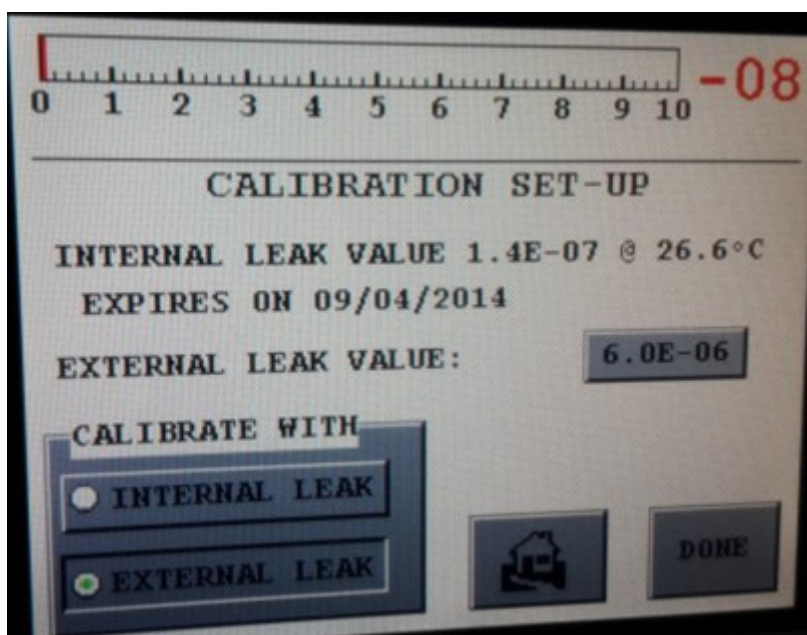 -08
0 1 2 3 4 5 6 7 8 9 10
CALIBRATION SET-UP
INTERNAL LEAK VALUE 1.4E-07 @ 26.6°C
EXPIRES ON 09/04/2014
EXTERNAL LEAK VALUE: 6.0E-06
CALIBRATE WITH
INTERNAL LEAK
EXTERNAL LEAK
DONE